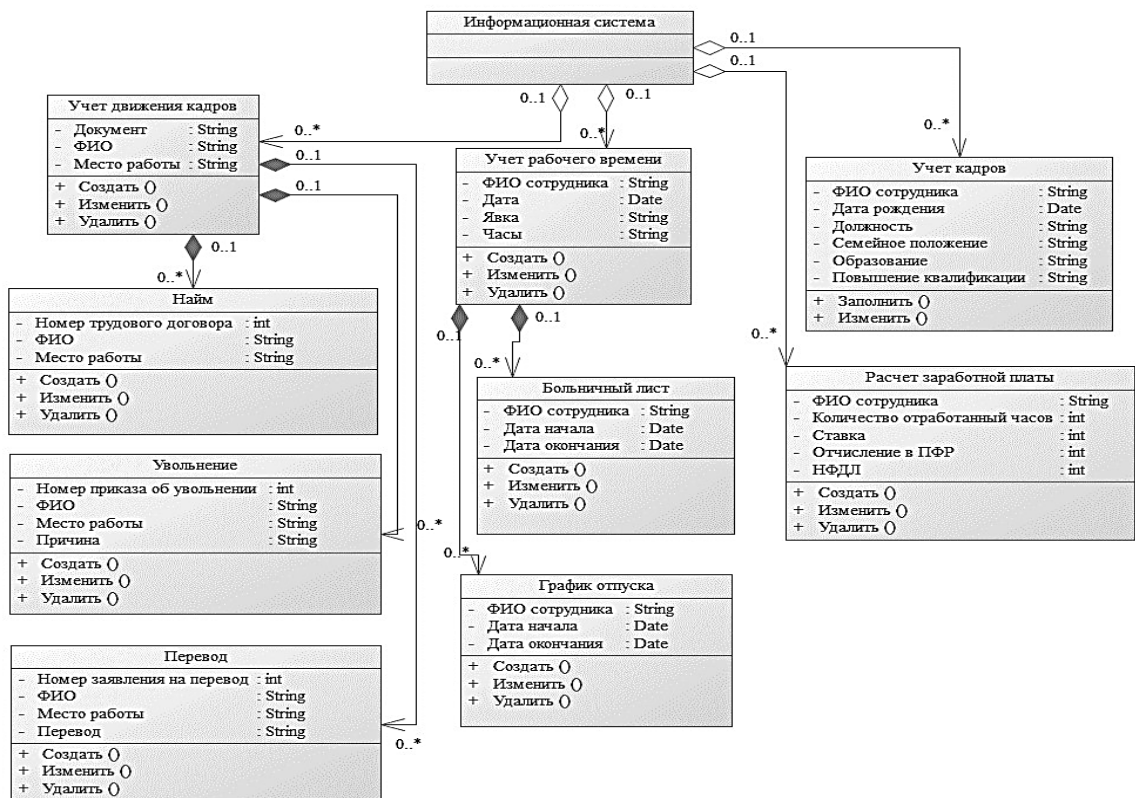 Информационная система
0..1
0..1
0..1
0..1
0..*
0..*
0..*
0..*
Учет движения кадров
- Документ : String
- ФИО : String
- Место работы : String
+ Создать ()
+ Изменить ()
+ Удалить ()
0..1
0..1
0..1
0..*
Учет рабочего времени
- ФИО сотрудника : String
- Дата : Date
- Явка : String
- Часы : String
+ Создать ()
+ Изменить ()
+ Удалить ()
0..1
0..1
0..*
Учет кадров
- ФИО сотрудника : String
- Дата рождения : Date
- Должность : String
- Семейное положение : String
- Образование : String
- Повышение квалификации : String
+ Заполнить ()
+ Изменить ()
Найм
- Номер трудового договора : int
- ФИО : String
- Место работы : String
+ Создать ()
+ Изменить ()
+ Удалить ()
Больничный лист
- ФИО сотрудника : String
- Дата начала : Date
- Дата окончания : Date
+ Создать ()
+ Изменить ()
+ Удалить ()
Расчет заработной платы
- ФИО сотрудника : String
- Количество отработанный часов : int
- Ставка : int
- Отчисление в ПФР : int
- НФДЛ : int
+ Создать ()
+ Изменить ()
+ Удалить ()
Увольнение
- Номер приказа об увольнении : int
- ФИО : String
- Место работы : String
- Причина : String
+ Создать ()
+ Изменить ()
+ Удалить ()
0..*
0..*
График отпуска
- ФИО сотрудника : String
- Дата начала : Date
- Дата окончания : Date
+ Создать ()
+ Изменить ()
+ Удалить ()
Перевод
- Номер заявления на перевод : int
- ФИО : String
- Место работы : String
- Перевод : String
+ Создать ()
+ Изменить ()
+ Удалить ()
0..*